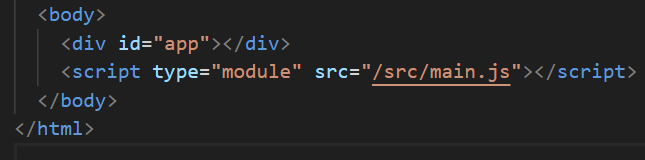 <body>
<div id="app"></div>
<script type="module" src="/src/main.js"></script>
</body>
</html>